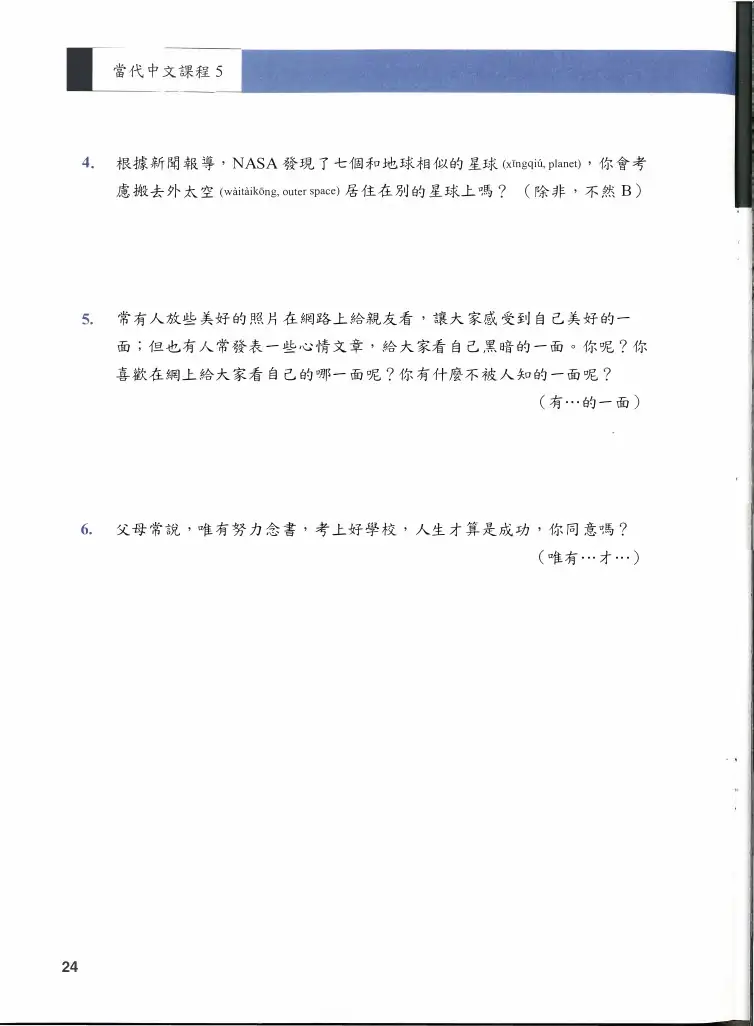 當代中文課程 5
4. 根據新聞報導，NASA 發現了七個和地球相似的星球 (xīngqiú, planet)，你會考
慮搬去外太空 (wàitàikōng, outer space) 居住在別的星球上嗎？（除非，不然 B）
5. 常有人放些美好的照片在網路上給親友看，讓大家感受到自己美好的一
面；但也有人常發表一些心情文章，給大家看自己黑暗的一面。你呢？你
喜歡在網上給大家看自己的哪一面呢？你有什麼不被人知的一面呢？
（有…的一面）
6. 父母常說，唯有努力念書，考上好學校，人生才算是成功，你同意嗎？
（唯有…才…）
24